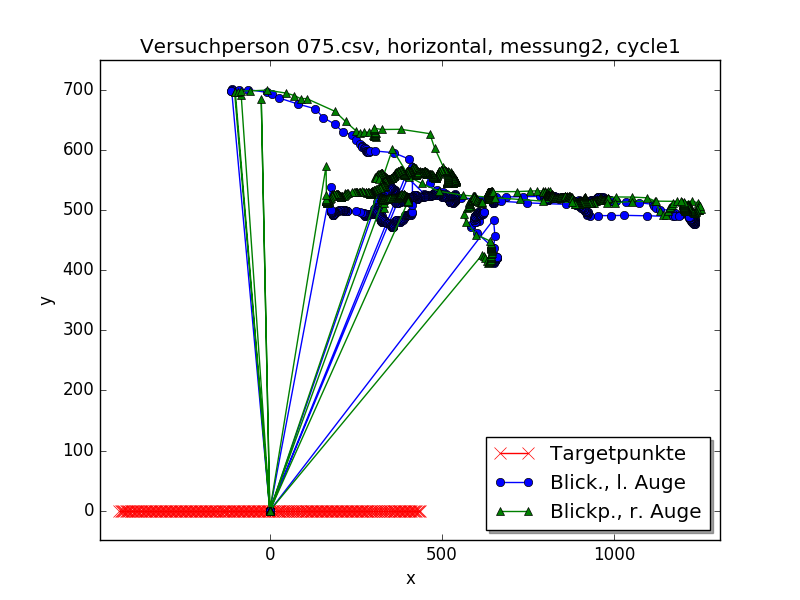 Versuchperson 075.csv, horizontal, messung2, cycle1
700
600
500
400
300
200
100
0
y
0 500 1000
x
Targetpunkte
Blick., l. Auge
Blickp., r. Auge